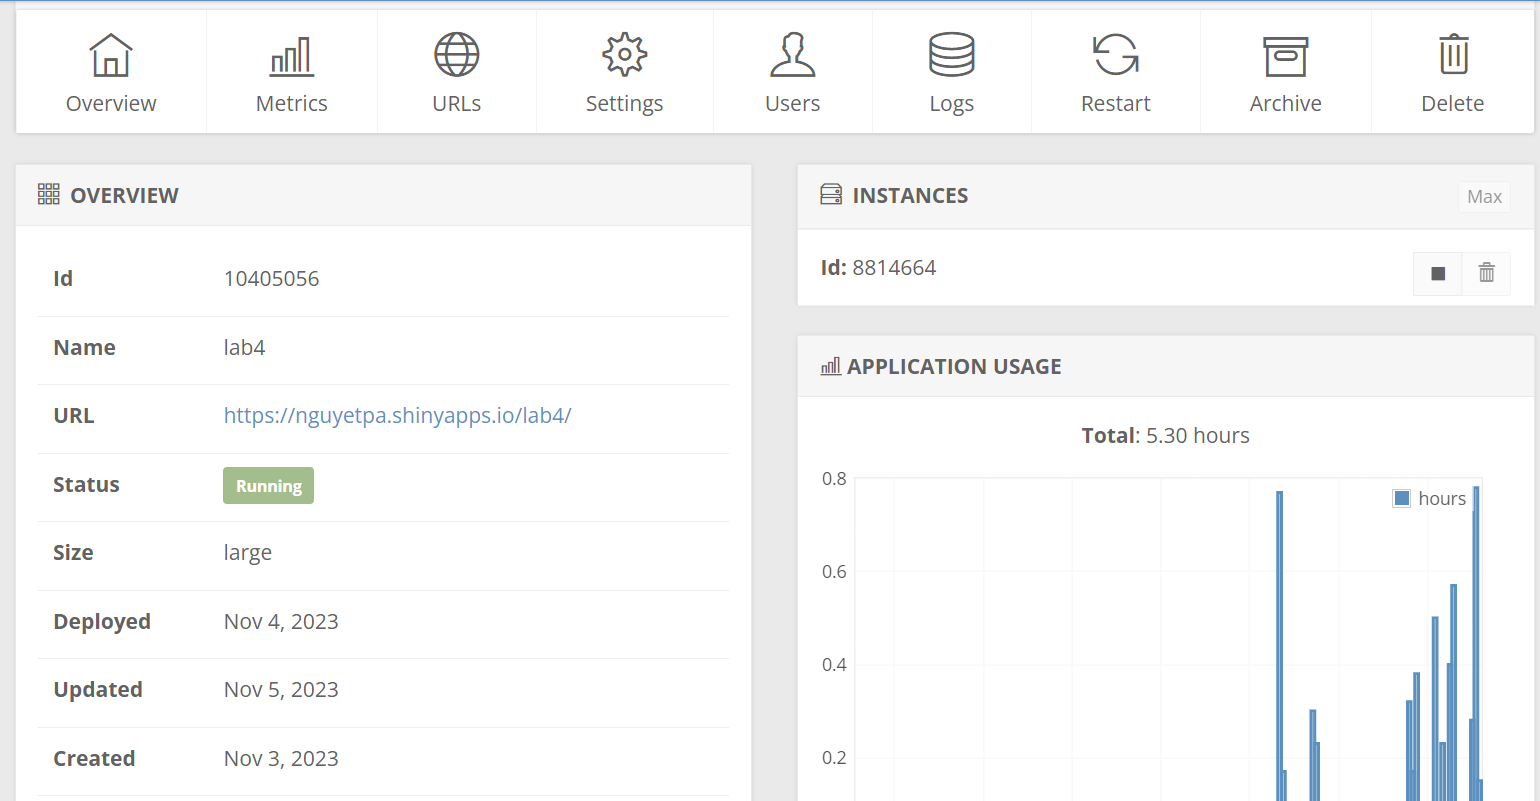 Overview Metrics URLs Settings Users Logs Restart Archive Delete
OVERVIEW
Id 10405056
Name lab4
URL https://nguyetpa.shinyapps.io/lab4/
Status Running
Size large
Deployed Nov 4, 2023
Updated Nov 5, 2023
Created Nov 3, 2023
INSTANCES Max
Id: 8814664
APPLICATION USAGE
Total: 5.30 hours
0.8
hours
0.6
0.4
0.2